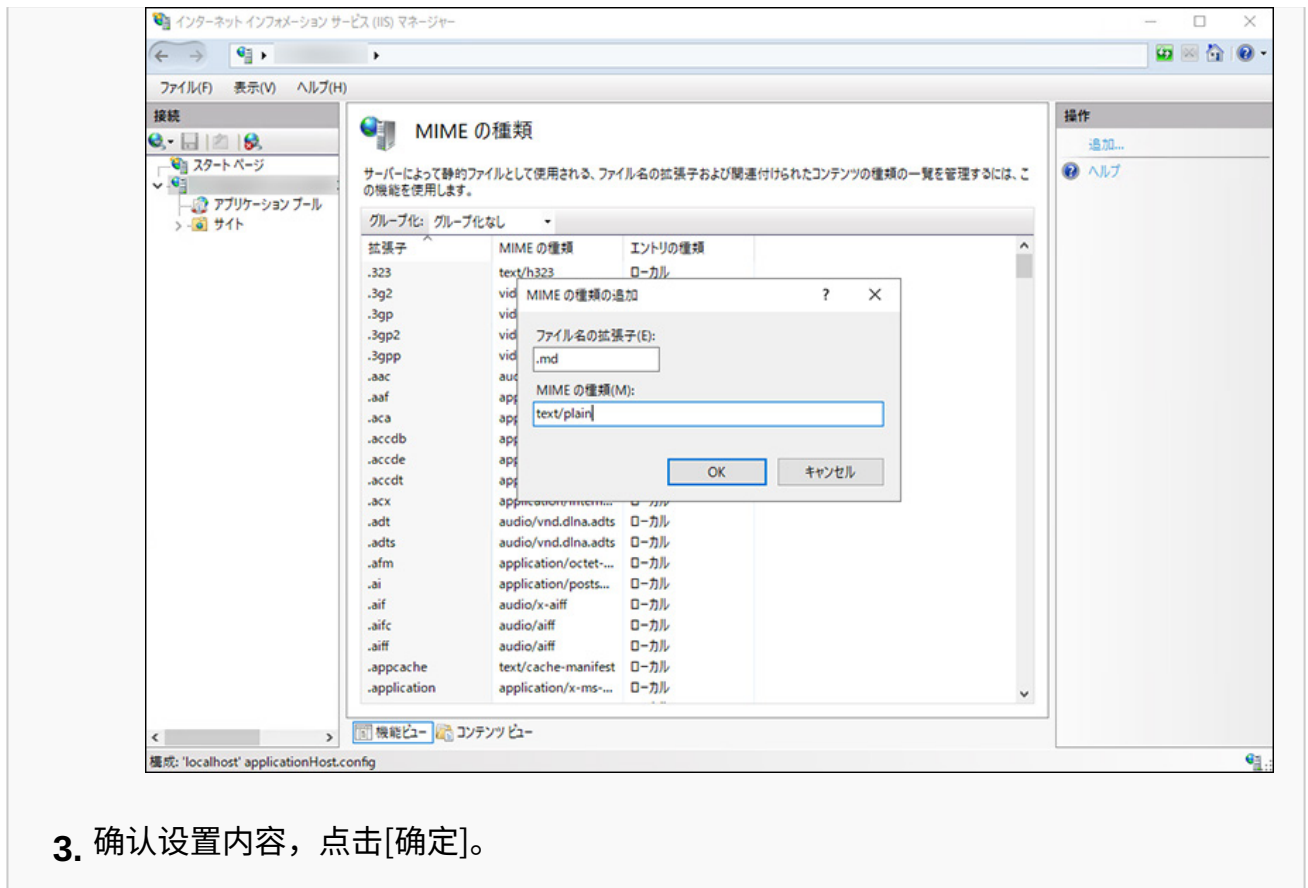 インターネット インフォメーション サービス (IIS) マネージャー
ファイル(F) 表示(V) ヘルプ(H)
接続
スタート ページ
アプリケーション プール
サイト
MIME の種類
サーバーによって静的ファイルとして使用される、ファイル名の拡張子および関連付けられたコンテンツの種類の一覧を管理するには、こ
の機能を使用します。
グループ化: グループ化なし
拡張子 MIME の種類 エントリの種類
.323 text/h323 ローカル
.3g2 vid
.3gp vid
.3gp2 vid
.3gpp vid
.aac aud
.aaf app
.aca app
.accdb app
.accde app
.accdt app
.acx application/intern... ローカル
.adt audio/vnd.dlna.adts ローカル
.adts audio/vnd.dlna.adts ローカル
.afm application/octet-... ローカル
.ai application/posts... ローカル
.aif audio/x-aiff ローカル
.aifc audio/aiff ローカル
.aiff audio/aiff ローカル
.appcache text/cache-manifest ローカル
.application application/x-ms-... ローカル
MIME の種類の追加 ?
ファイル名の拡張子(E):
.md
MIME の種類(M):
text/plain
OK キャンセル
操作
追加...
ヘルプ
機能ビュー コンテンツ ビュー
構成: 'localhost' applicationHost.config
3. 确认设置内容，点击[确定]。